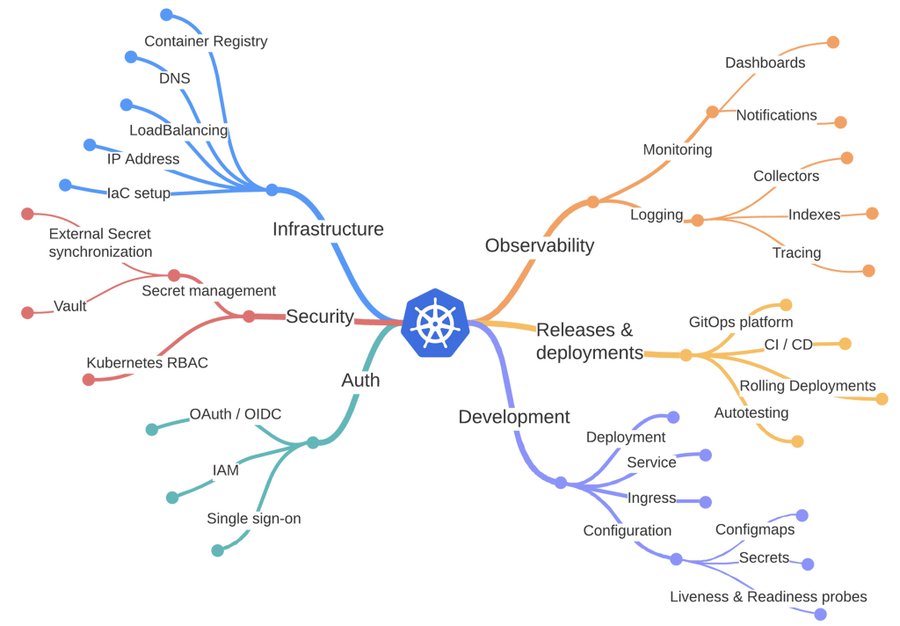 Container Registry
DNS
LoadBalancing
IP Address
IaC setup
Infrastructure
External Secret
synchronization
Vault
Secret management
Kubernetes RBAC
Security
Auth
OAuth / OIDC
IAM
Single sign-on
Observability
Monitoring
Dashboards
Notifications
Logging
Collectors
Indexes
Tracing
Releases &
deployments
GitOps platform
CI / CD
Rolling Deployments
Autotesting
Development
Deployment
Service
Ingress
Configuration
Configmaps
Secrets
Liveness & Readiness probes